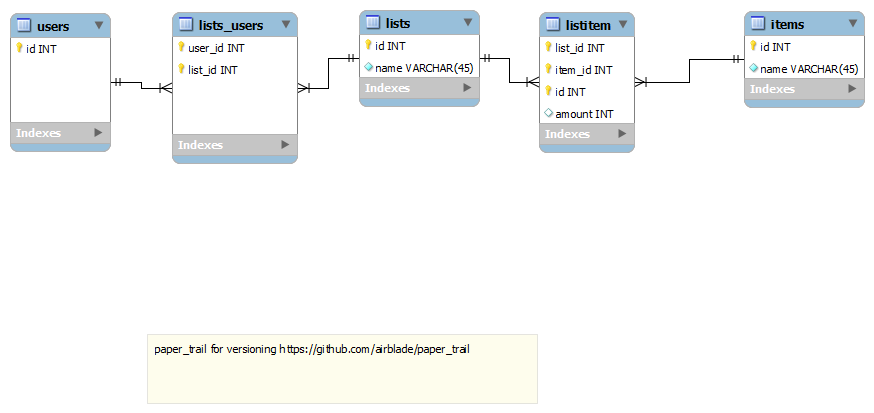 users
id INT
Indexes
lists_users
user_id INT
list_id INT
Indexes
lists
id INT
name VARCHAR(45)
Indexes
listitem
list_id INT
item_id INT
id INT
amount INT
Indexes
items
id INT
name VARCHAR(45)
Indexes
paper_trail for versioning https://github.com/airblade/paper_trail